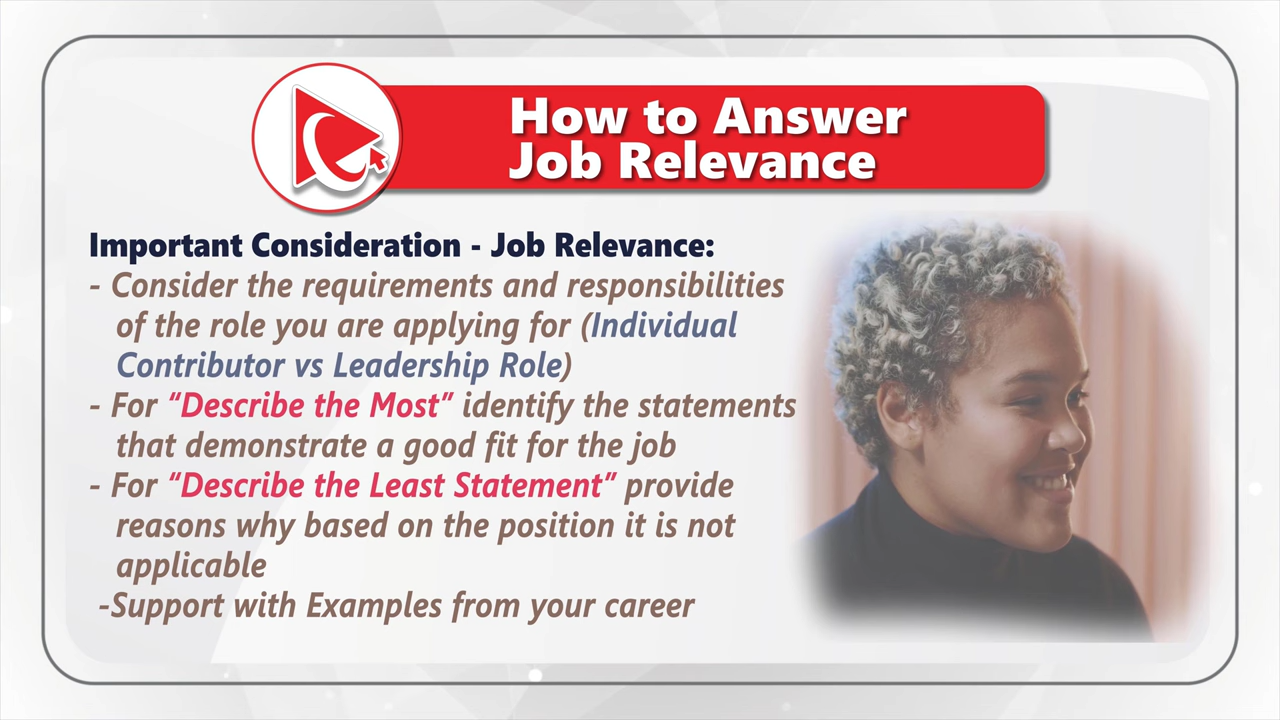 How to Answer
Job Relevance
Important Consideration - Job Relevance:
- Consider the requirements and responsibilities
of the role you are applying for (Individual
Contributor vs Leadership Role)
- For “Describe the Most” identify the statements
that demonstrate a good fit for the job
- For “Describe the Least Statement” provide
reasons why based on the position it is not
applicable
-Support with Examples from your career